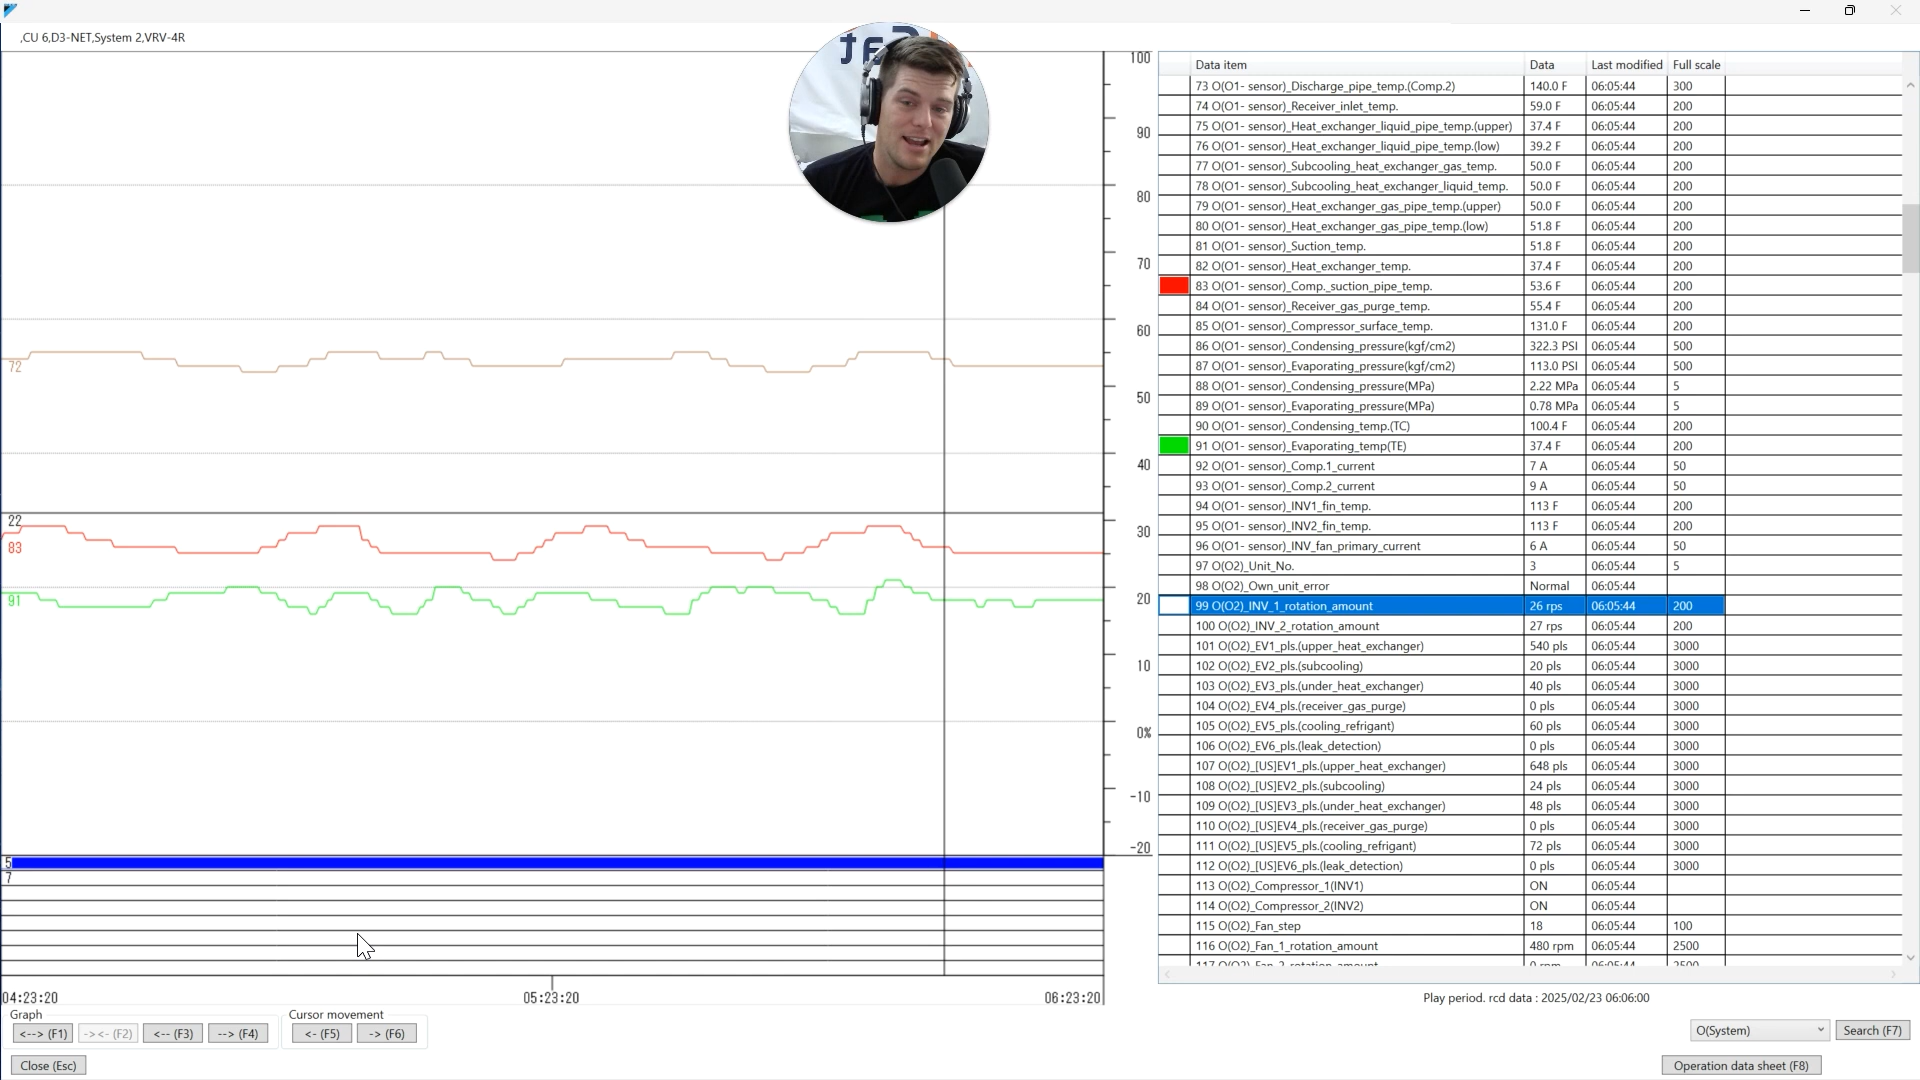 ,CU 6,D3-NET,System 2,VRV-4R
Data item Data Last modified Full scale
73 O(O1- sensor)_Discharge_pipe_temp.(Comp.2) 140.0 F 06:05:44 300
74 O(O1- sensor)_Receiver_inlet_temp. 59.0 F 06:05:44 200
75 O(O1- sensor)_Heat_exchanger_liquid_pipe_temp.(upper) 37.4 F 06:05:44 200
76 O(O1- sensor)_Heat_exchanger_liquid_pipe_temp.(low) 39.2 F 06:05:44 200
77 O(O1- sensor)_Subcooling_heat_exchanger_gas_temp. 50.0 F 06:05:44 200
78 O(O1- sensor)_Subcooling_heat_exchanger_liquid_temp. 50.0 F 06:05:44 200
79 O(O1- sensor)_Heat_exchanger_gas_pipe_temp.(upper) 50.0 F 06:05:44 200
80 O(O1- sensor)_Heat_exchanger_gas_pipe_temp.(low) 51.8 F 06:05:44 200
81 O(O1- sensor)_Suction_temp. 51.8 F 06:05:44 200
82 O(O1- sensor)_Heat_exchanger_temp. 37.4 F 06:05:44 200
83 O(O1- sensor)_Comp._suction_pipe_temp. 53.6 F 06:05:44 200
84 O(O1- sensor)_Receiver_gas_purge_temp. 55.4 F 06:05:44 200
85 O(O1- sensor)_Compressor_surface_temp. 131.0 F 06:05:44 200
86 O(O1- sensor)_Condensing_pressure(kgf/cm2) 322.3 PSI 06:05:44 500
87 O(O1- sensor)_Evaporating_pressure(kgf/cm2) 113.0 PSI 06:05:44 500
88 O(O1- sensor)_Condensing_pressure(MPa) 2.22 MPa 06:05:44 5
89 O(O1- sensor)_Evaporating_pressure(MPa) 0.78 MPa 06:05:44 5
90 O(O1- sensor)_Condensing_temp.(TC) 100.4 F 06:05:44 200
91 O(O1- sensor)_Evaporating_temp(TE) 37.4 F 06:05:44 200
92 O(O1- sensor)_Comp.1_current 7 A 06:05:44 50
93 O(O1- sensor)_Comp.2_current 9 A 06:05:44 50
94 O(O1- sensor)_INV1_fin_temp. 113 F 06:05:44 200
95 O(O1- sensor)_INV2_fin_temp. 113 F 06:05:44 200
96 O(O1- sensor)_INV_fan_primary_current 6 A 06:05:44 50
97 O(O2)_Unit_No. 3 06:05:44 5
98 O(O2)_Own_unit_error Normal 06:05:44
99 O(O2)_INV_1_rotation_amount 26 rps 06:05:44 200
100 O(O2)_INV_2_rotation_amount 27 rps 06:05:44 200
101 O(O2)_EV1_pls.(upper_heat_exchanger) 540 pls 06:05:44 3000
102 O(O2)_EV2_pls.(subcooling) 20 pls 06:05:44 3000
103 O(O2)_EV3_pls.(under_heat_exchanger) 40 pls 06:05:44 3000
104 O(O2)_EV4_pls.(receiver_gas_purge) 0 pls 06:05:44 3000
105 O(O2)_EV5_pls.(cooling_refrigant) 60 pls 06:05:44 3000
106 O(O2)_EV6_pls.(leak_detection) 0 pls 06:05:44 3000
107 O(O2)_[US]EV1_pls.(upper_heat_exchanger) 648 pls 06:05:44 3000
108 O(O2)_[US]EV2_pls.(subcooling) 24 pls 06:05:44 3000
109 O(O2)_[US]EV3_pls.(under_heat_exchanger) 48 pls 06:05:44 3000
110 O(O2)_[US]EV4_pls.(receiver_gas_purge) 0 pls 06:05:44 3000
111 O(O2)_[US]EV5_pls.(cooling_refrigant) 72 pls 06:05:44 3000
112 O(O2)_[US]EV6_pls.(leak_detection) 0 pls 06:05:44 3000
113 O(O2)_Compressor_1(INV1) ON 06:05:44
114 O(O2)_Compressor_2(INV2) ON 06:05:44
115 O(O2)_Fan_step 18 06:05:44 100
116 O(O2)_Fan_1_rotation_amount 480 rpm 06:05:44 2500
117 O(O2)_Fan_2_rotation_amount 0 rpm 06:05:44 2500
100
90
80
70
60
50
40
30
20
10
0%
-10
-20
72
22
83
91
5
7
04:23:20 05:23:20 06:23:20
Play period. rcd data : 2025/02/23 06:06:00
Graph Cursor movement
<--> (F1) -><- (F2) <-- (F3) --> (F4) <- (F5) -> (F6)
O(System) Search (F7)
Close (Esc) Operation data sheet (F8)